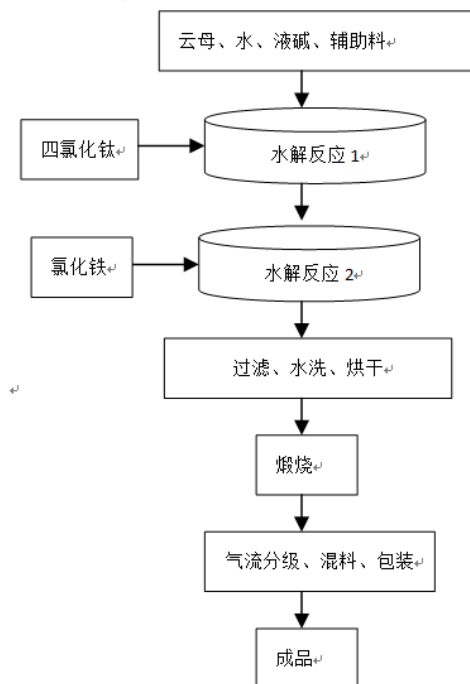 云母、水、液碱、辅助料
四氯化钛
水解反应 1
氯化铁
水解反应 2
过滤、水洗、烘干
煅烧
气流分级、混料、包装
成品